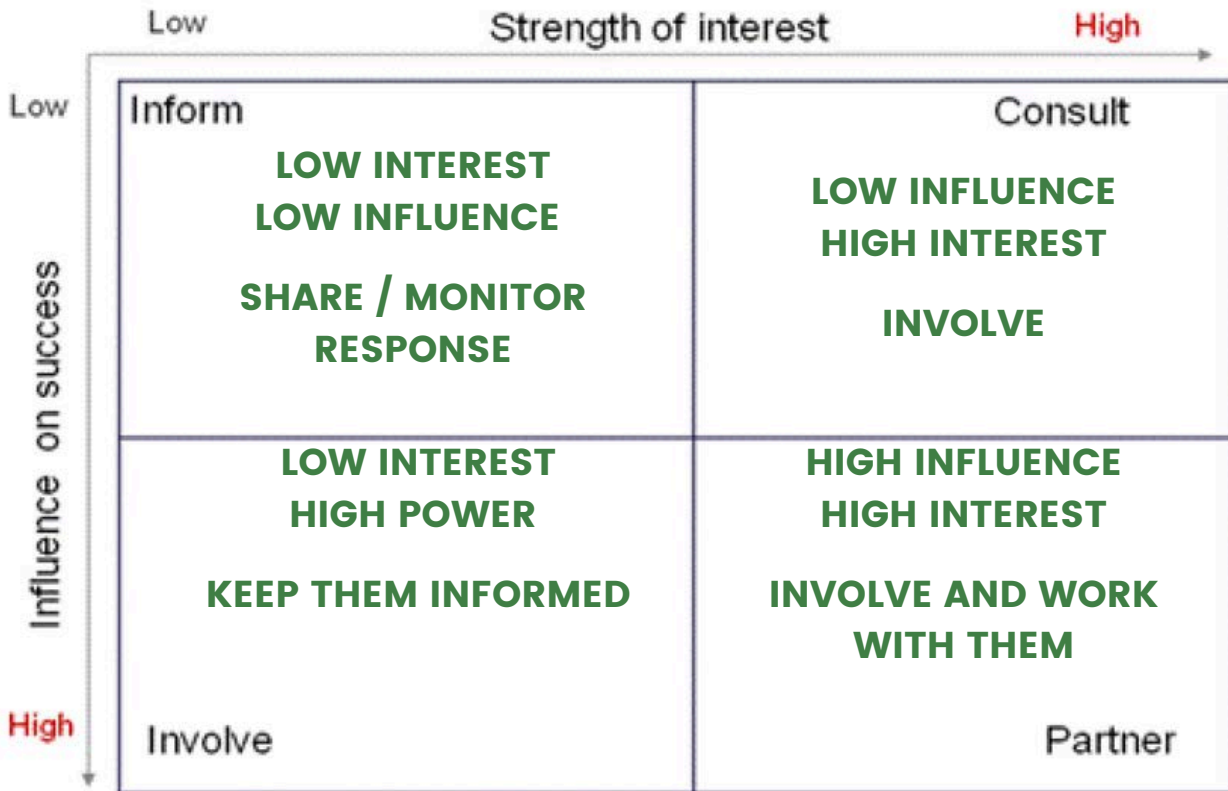 Low Strength of interest High
Low
Influence on success
High
Inform
LOW INTEREST
LOW INFLUENCE
SHARE / MONITOR
RESPONSE
Consult
LOW INFLUENCE
HIGH INTEREST
INVOLVE
LOW INTEREST
HIGH POWER
KEEP THEM INFORMED
Involve
HIGH INFLUENCE
HIGH INTEREST
INVOLVE AND WORK
WITH THEM
Partner